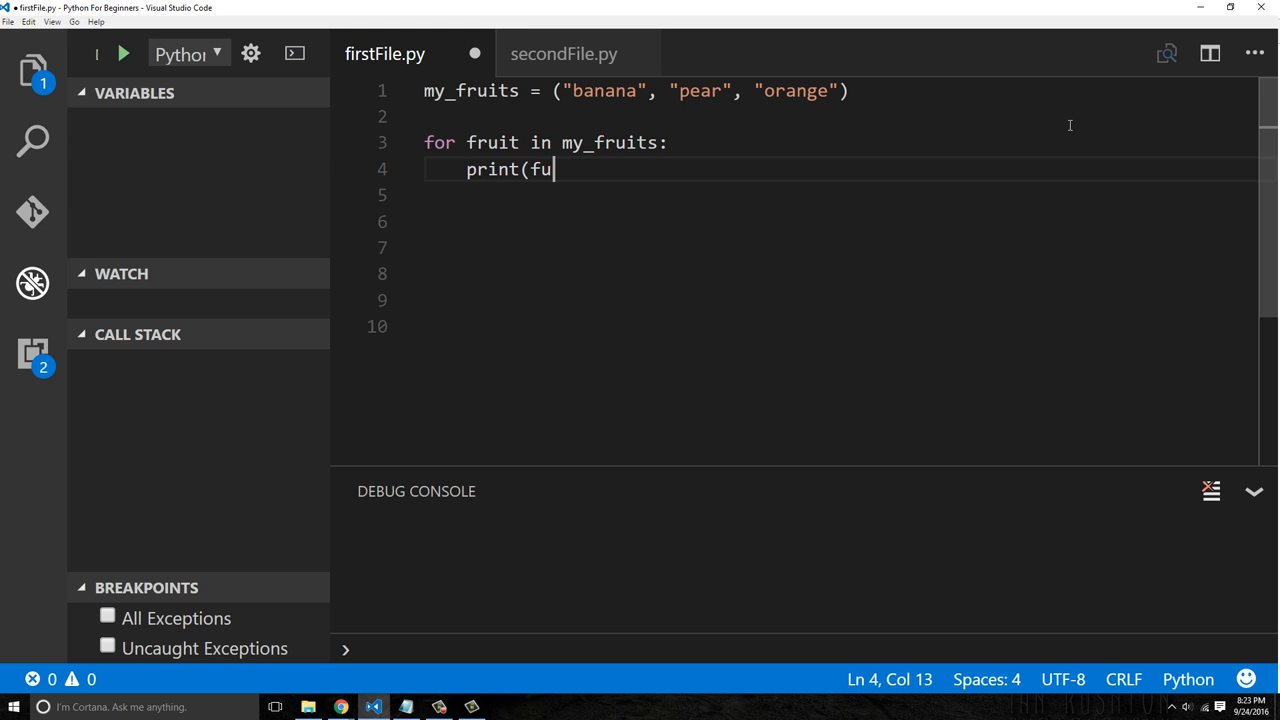 • firstFile.py - Python For Beginners - Visual Studio Code
File Edit View Go Help
Python
firstFile.py
secondFile.py
VARIABLES
WATCH
CALL STACK
BREAKPOINTS
All Exceptions
Uncaught Exceptions
1
2
1 my_fruits = ("banana", "pear", "orange")
2
3 for fruit in my_fruits:
4 print(fu
5
6
7
8
9
10
DEBUG CONSOLE
0 0
Ln 4, Col 13 Spaces: 4 UTF-8 CRLF Python
I'm Cortana. Ask me anything.
8:23 PM
9/24/2016